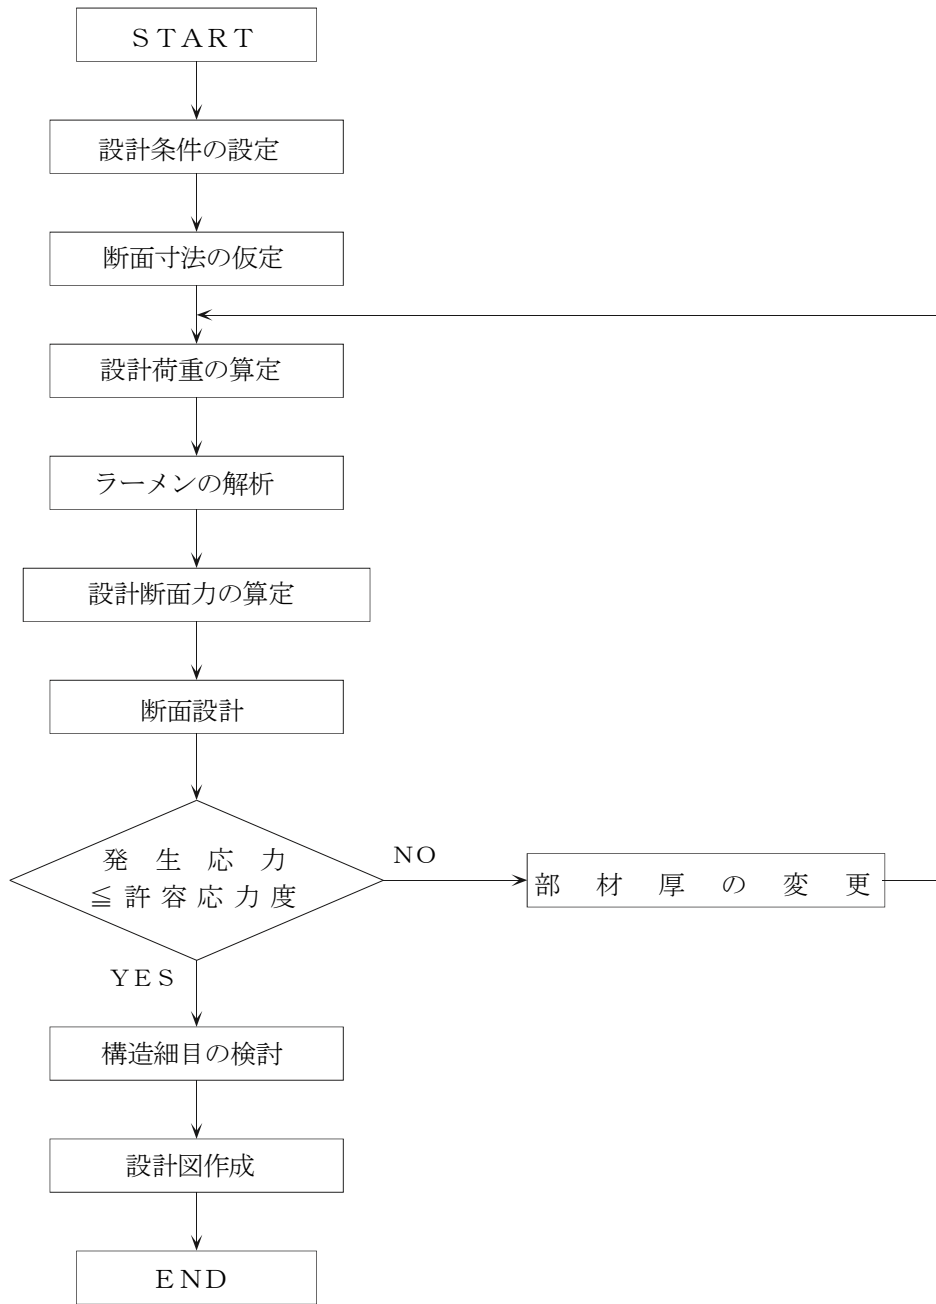 START
設計条件の設定
断面寸法の仮定
設計荷重の算定
ラーメンの解析
設計断面力の算定
断面設計
発生応力
≦許容応力度
NO
部材厚の変更
YES
構造細目の検討
設計図作成
END